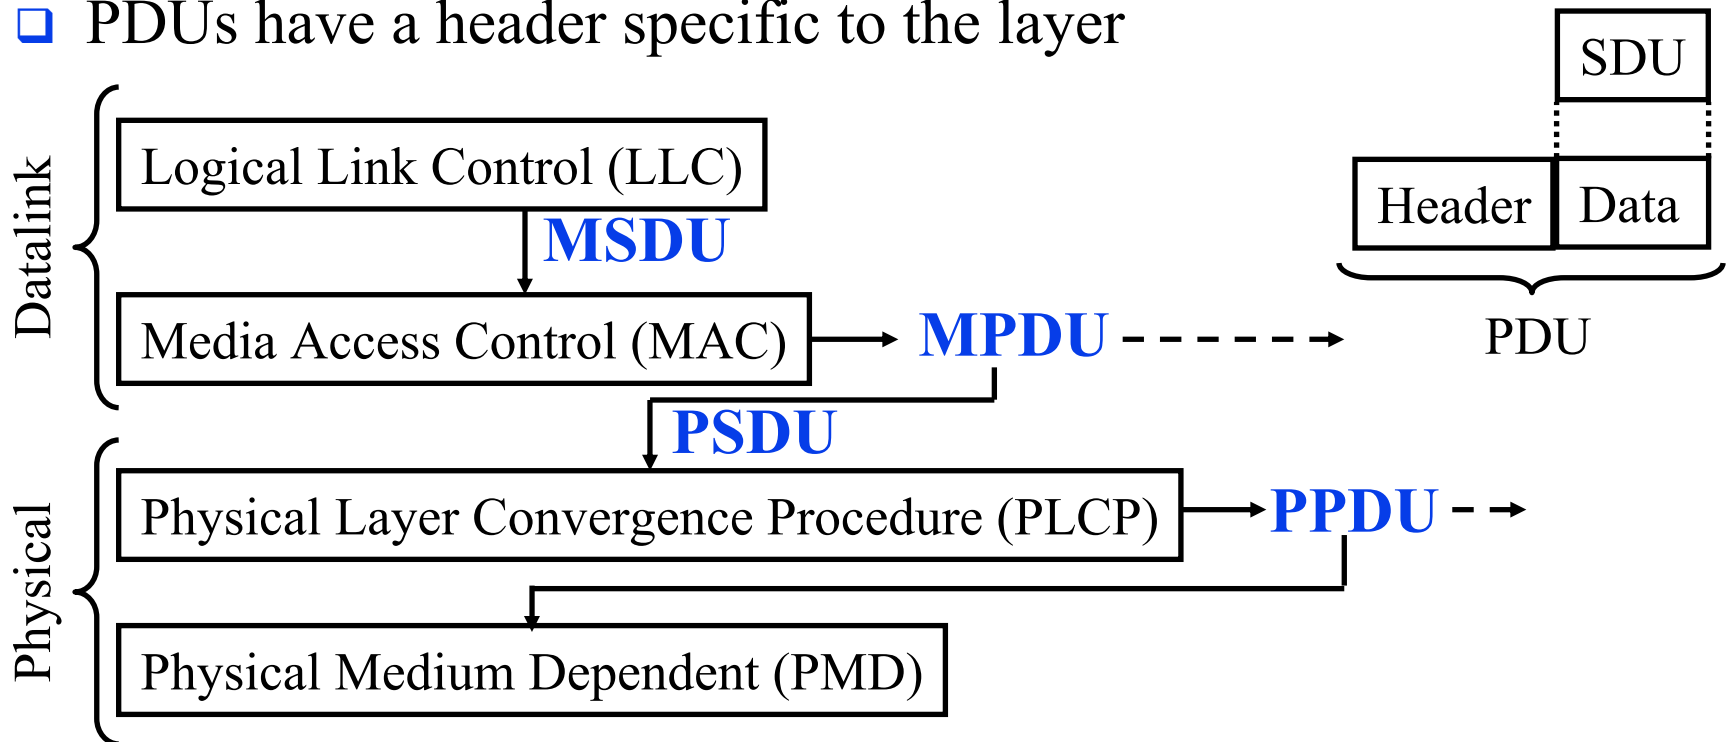 ❑ PDUs have a header specific to the layer
SDU
Datalink
Logical Link Control (LLC)
Header
Data
MSDU
Media Access Control (MAC)
MPDU
PDU
PSDU
Physical
Physical Layer Convergence Procedure (PLCP)
PPDU
Physical Medium Dependent (PMD)